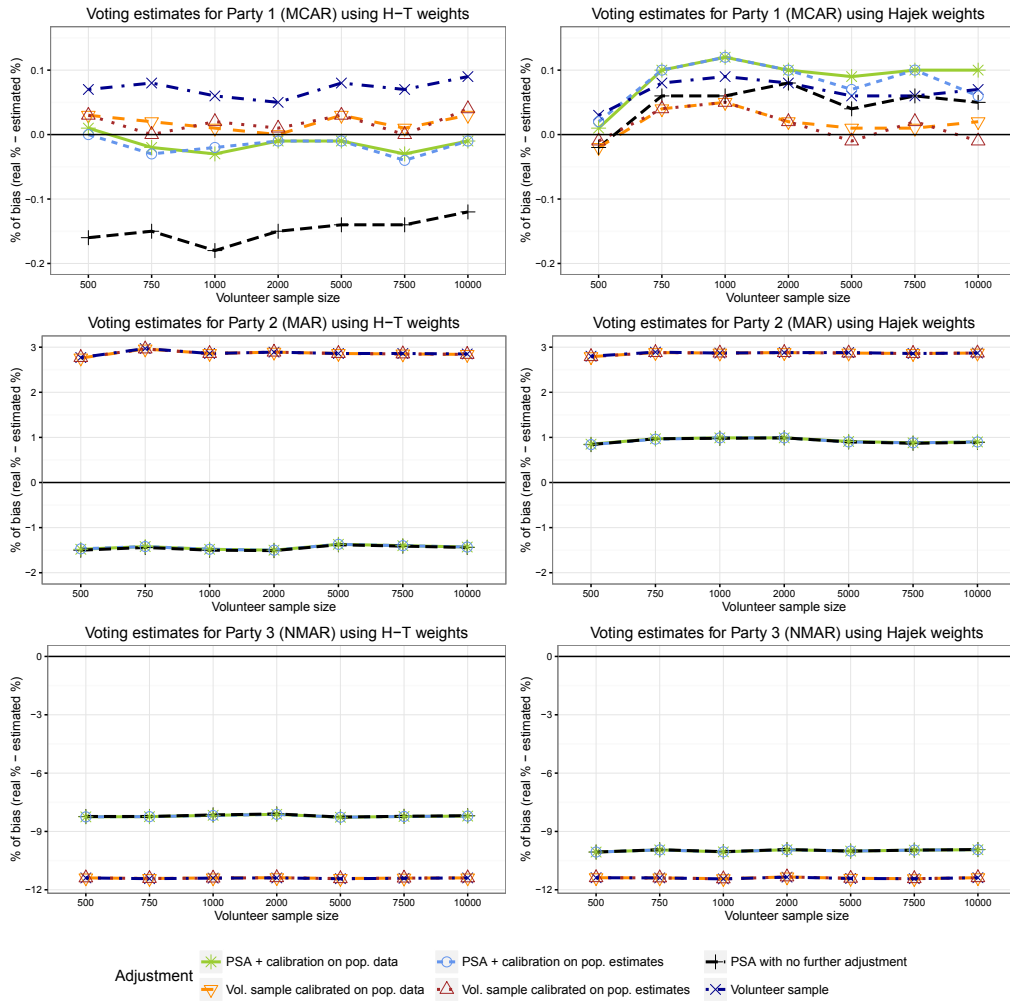 Voting estimates for Party 1 (MCAR) using H−T weights
% of bias (real % − estimated %)
0.1
0.0
−0.1
−0.2
500 750 1000 2000 5000 7500 10000
Volunteer sample size
Voting estimates for Party 1 (MCAR) using Hajek weights
% of bias (real % − estimated %)
0.1
0.0
−0.1
−0.2
500 750 1000 2000 5000 7500 10000
Volunteer sample size
Voting estimates for Party 2 (MAR) using H−T weights
% of bias (real % − estimated %)
3
2
1
0
−1
−2
500 750 1000 2000 5000 7500 10000
Volunteer sample size
Voting estimates for Party 2 (MAR) using Hajek weights
% of bias (real % − estimated %)
3
2
1
0
−1
−2
500 750 1000 2000 5000 7500 10000
Volunteer sample size
Voting estimates for Party 3 (NMAR) using H−T weights
% of bias (real % − estimated %)
0
−3
−6
−9
−12
500 750 1000 2000 5000 7500 10000
Volunteer sample size
Voting estimates for Party 3 (NMAR) using Hajek weights
% of bias (real % − estimated %)
0
−3
−6
−9
−12
500 750 1000 2000 5000 7500 10000
Volunteer sample size
Adjustment
PSA + calibration on pop. data
PSA + calibration on pop. estimates
PSA with no further adjustment
Vol. sample calibrated on pop. data
Vol. sample calibrated on pop. estimates
Volunteer sample